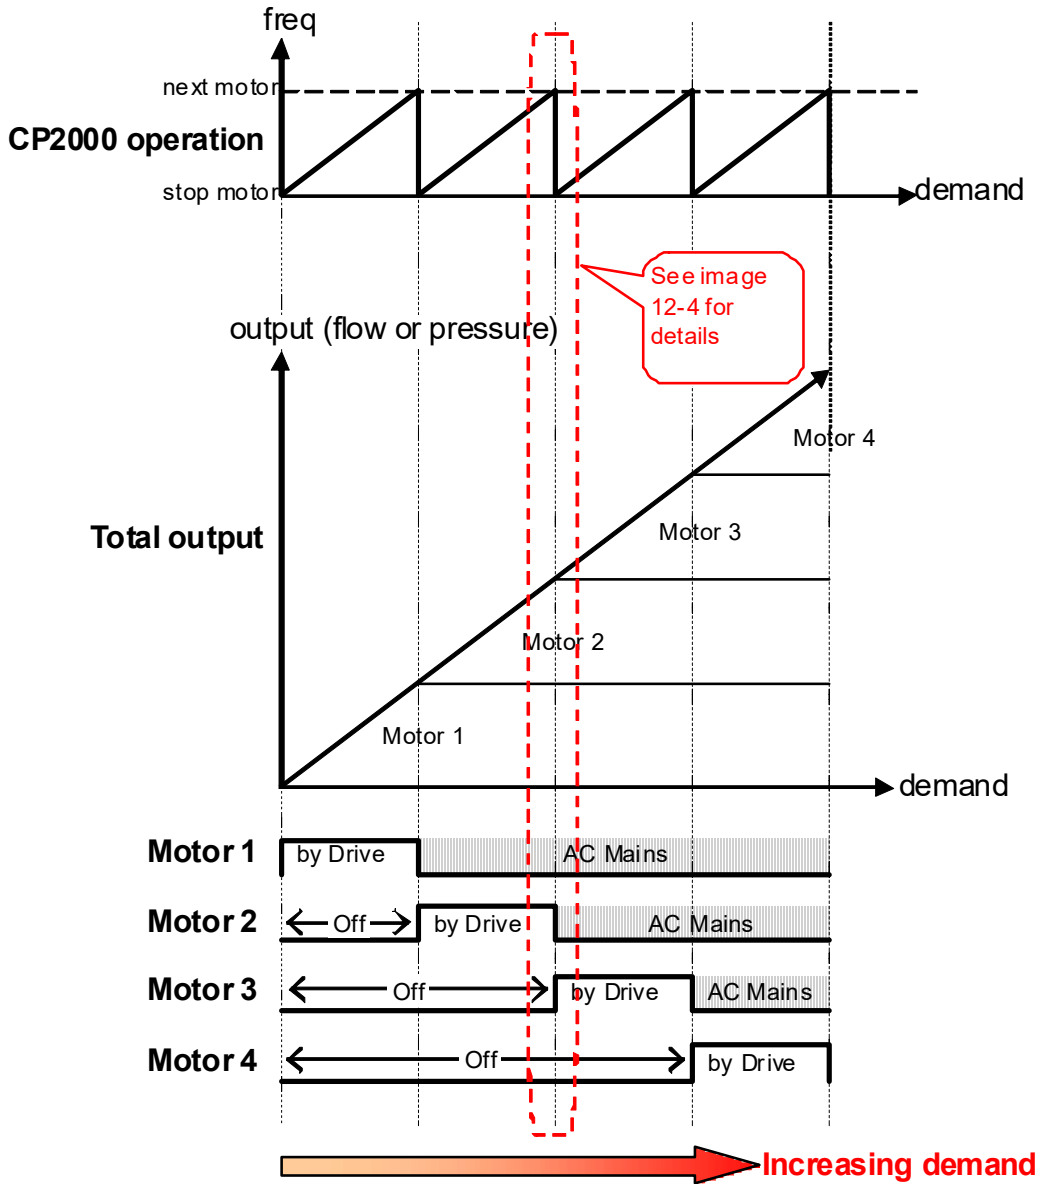 freq
next motor
CP2000 operation
stop motor
demand
See image
12-4 for
details
output (flow or pressure)
Motor 4
Total output
Motor 3
Motor 2
Motor 1
demand
Motor 1
by Drive
AC Mains
Motor 2
Off
by Drive
AC Mains
Motor 3
Off
by Drive
AC Mains
Motor 4
Off
by Drive
Increasing demand